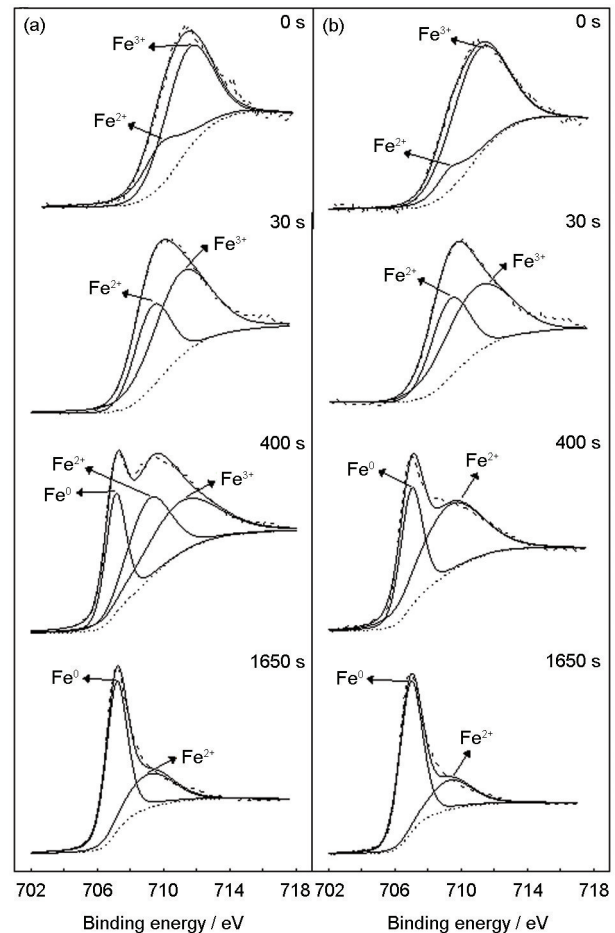 (a)
0 s
Fe³⁺
Fe²⁺
30 s
Fe³⁺
Fe²⁺
400 s
Fe²⁺
Fe³⁺
Fe⁰
1650 s
Fe⁰
Fe²⁺
702 706 710 714 718
Binding energy / eV
(b)
0 s
Fe³⁺
Fe²⁺
30 s
Fe³⁺
Fe²⁺
400 s
Fe²⁺
Fe⁰
1650 s
Fe⁰
Fe²⁺
702 706 710 714 718
Binding energy / eV